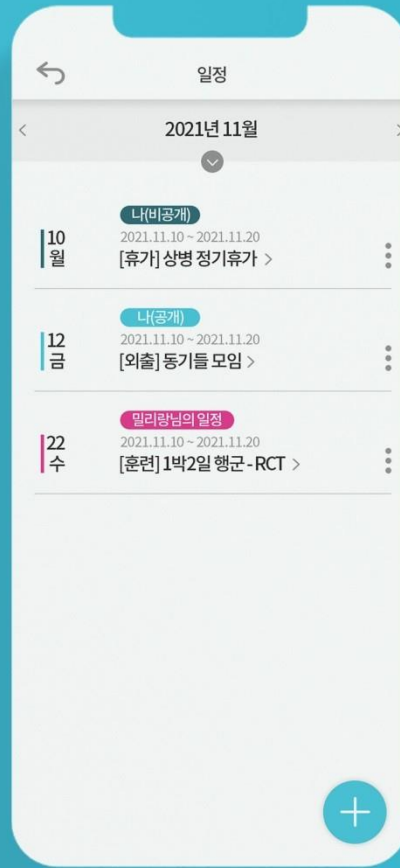 일정
2021년 11월
나(비공개)
10
월
2021.11.10 ~ 2021.11.20
[휴가] 상병 정기휴가 >
나(공개)
12
금
2021.11.10 ~ 2021.11.20
[외출] 동기들 모임 >
밀리랑님의 일정
22
수
2021.11.10 ~ 2021.11.20
[훈련] 1박2일 행군 - RCT >